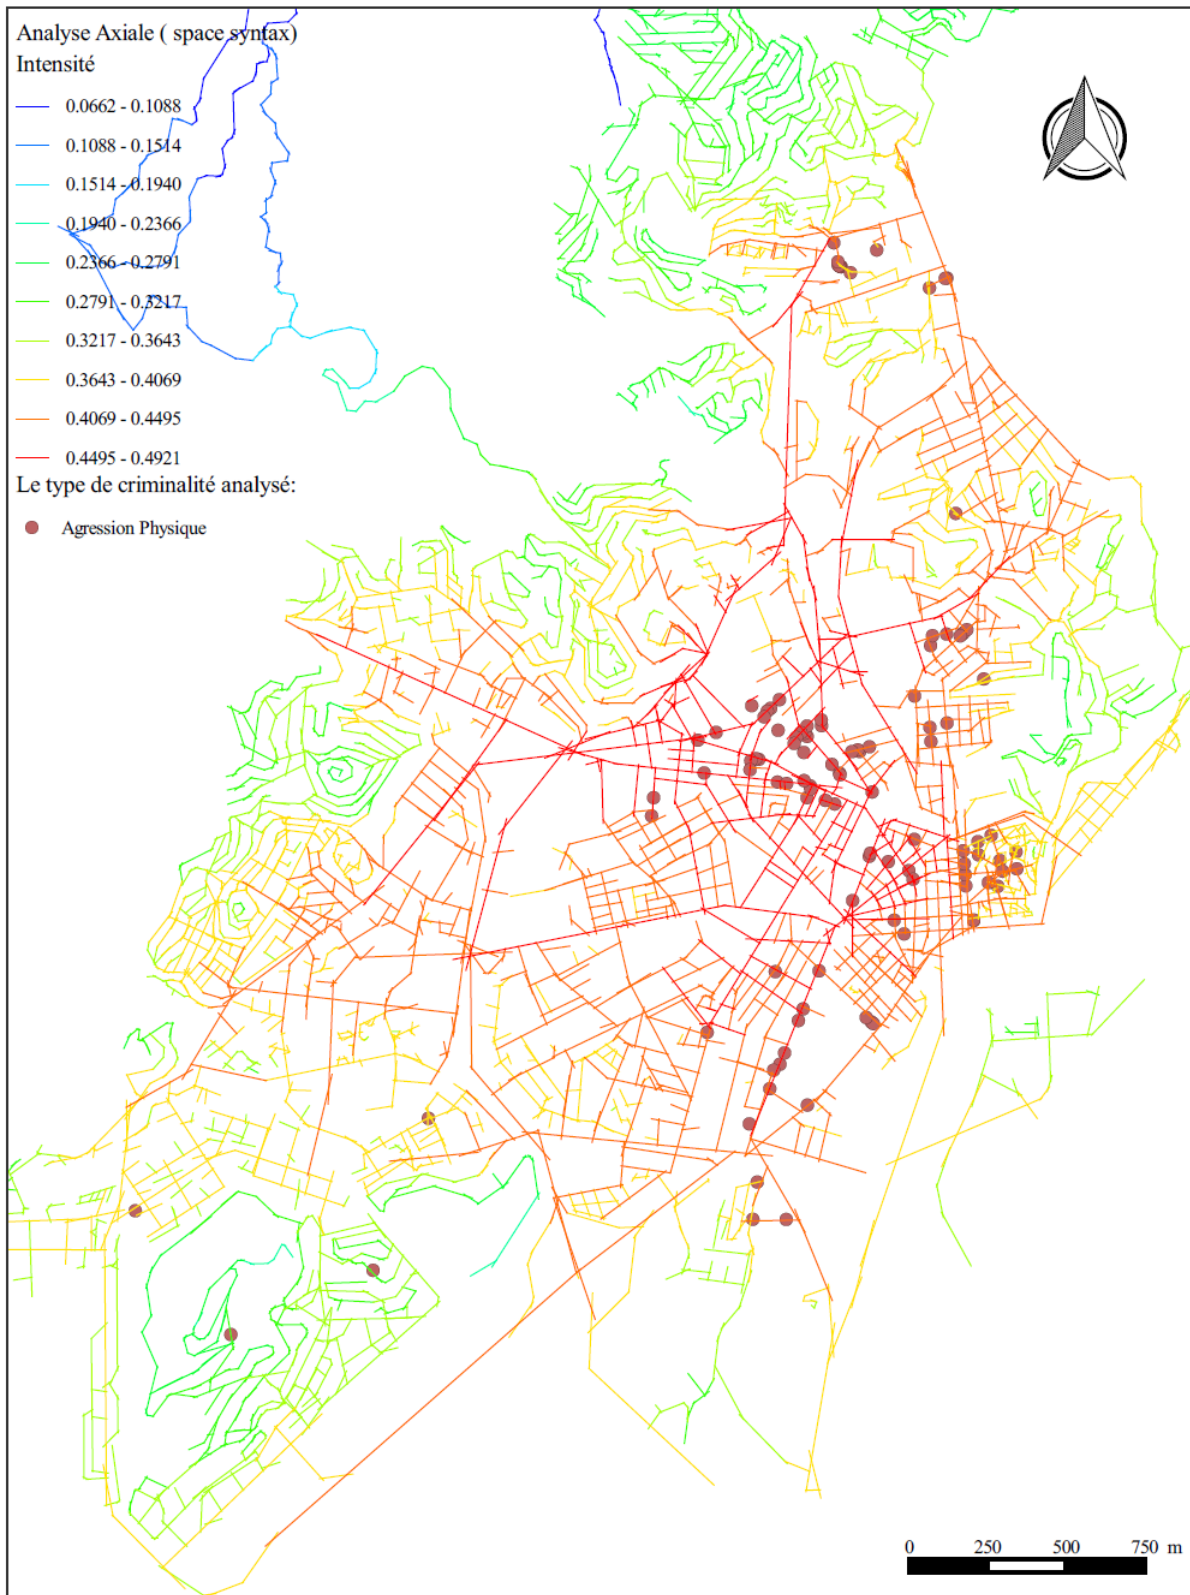 Analyse Axiale ( space syntax)
Intensité
0.0662 - 0.1088
0.1088 - 0.1514
0.1514 - 0.1940
0.1940 - 0.2366
0.2366 - 0.2791
0.2791 - 0.3217
0.3217 - 0.3643
0.3643 - 0.4069
0.4069 - 0.4495
0.4495 - 0.4921
Le type de criminalité analysé:
Agression Physique
0 250 500 750 m